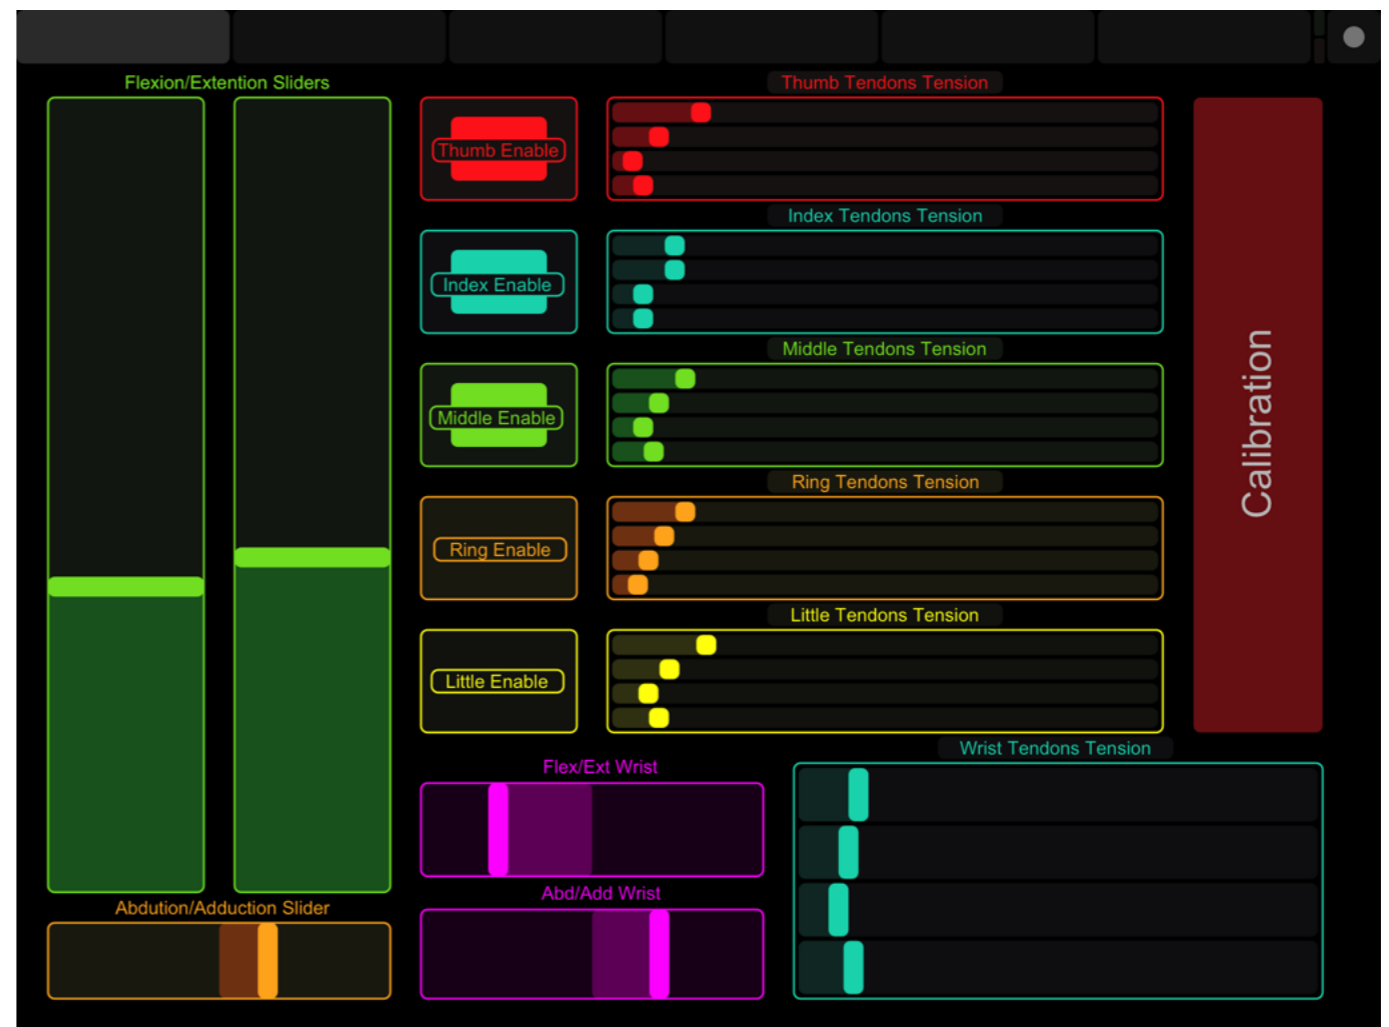 Flexion/Extention Sliders
Thumb Tendons Tension
Thumb Enable
Index Tendons Tension
Index Enable
Middle Tendons Tension
Middle Enable
Ring Tendons Tension
Ring Enable
Little Tendons Tension
Little Enable
Calibration
Flex/Ext Wrist
Wrist Tendons Tension
Abd/Add Wrist
Abdution/Adduction Slider